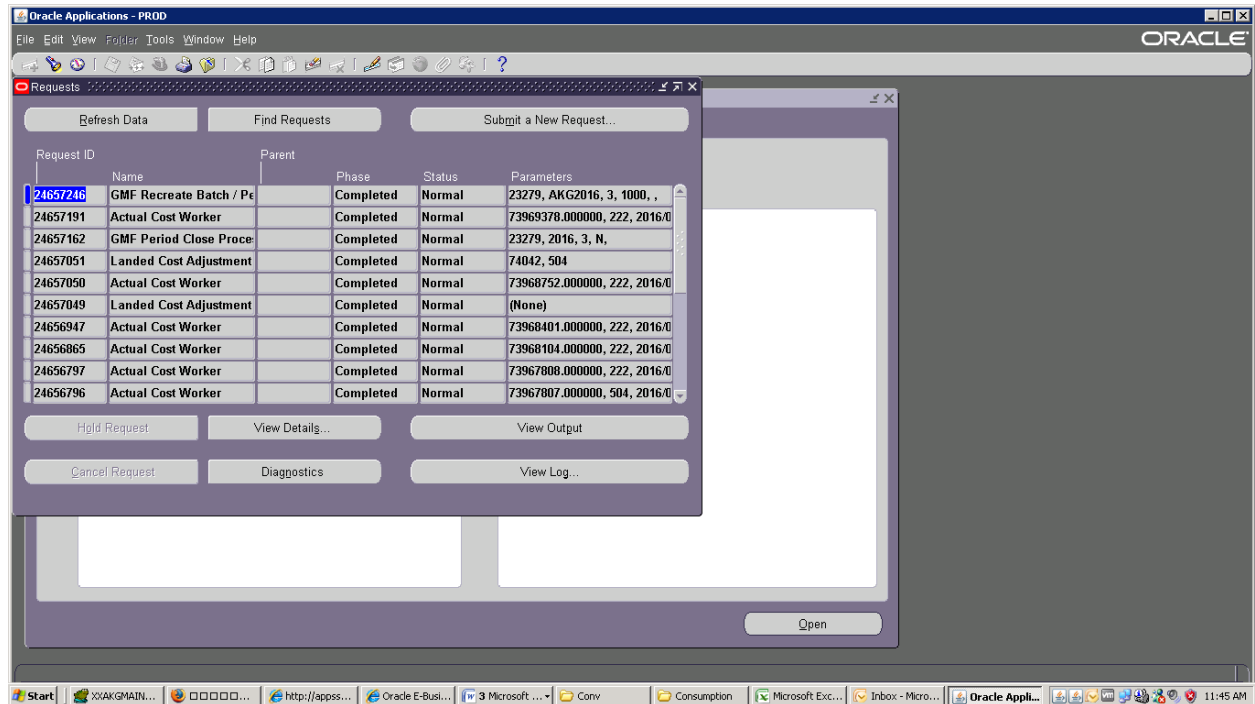 Oracle Applications - PROD
File Edit View Folder Tools Window Help
ORACLE
Requests
Refresh Data Find Requests Submit a New Request...
Request ID Parent
Name Phase Status Parameters
24657246 GMF Recreate Batch / Pe Completed Normal 23279, AKG2016, 3, 1000, ,
24657191 Actual Cost Worker Completed Normal 73969378.000000, 222, 2016/0
24657162 GMF Period Close Proce Completed Normal 23279, 2016, 3, N,
24657051 Landed Cost Adjustment Completed Normal 74042, 504
24657050 Actual Cost Worker Completed Normal 73968752.000000, 222, 2016/0
24657049 Landed Cost Adjustment Completed Normal (None)
24656947 Actual Cost Worker Completed Normal 73968401.000000, 222, 2016/0
24656865 Actual Cost Worker Completed Normal 73968104.000000, 222, 2016/0
24656797 Actual Cost Worker Completed Normal 73967808.000000, 222, 2016/0
24656796 Actual Cost Worker Completed Normal 73967807.000000, 504, 2016/0
Hold Request View Details... View Output
Cancel Request Diagnostics View Log...
Open
Start XXAKGMAIN... http://appss... Oracle E-Busi... 3 Microsoft ... Conv Consumption Microsoft Exc... Inbox - Micro... Oracle Appli... 11:45 AM